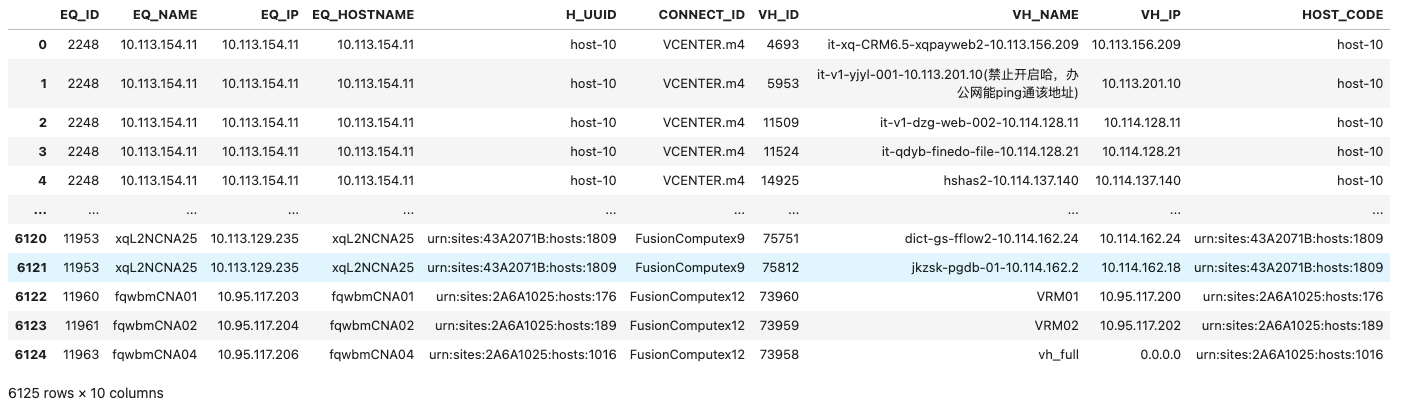 EQ_ID EQ_NAME EQ_IP EQ_HOSTNAME H_UUID CONNECT_ID VH_ID VH_NAME VH_IP HOST_CODE
0 2248 10.113.154.11 10.113.154.11 10.113.154.11 host-10 VCENTER.m4 4693 it-xq-CRM6.5-xqpayweb2-10.113.156.209 10.113.156.209 host-10
1 2248 10.113.154.11 10.113.154.11 10.113.154.11 host-10 VCENTER.m4 5953 it-v1-yjyl-001-10.113.201.10(禁止开启哈，办 10.113.201.10 host-10
公网能ping通该地址)
2 2248 10.113.154.11 10.113.154.11 10.113.154.11 host-10 VCENTER.m4 11509 it-v1-dzg-web-002-10.114.128.11 10.114.128.11 host-10
3 2248 10.113.154.11 10.113.154.11 10.113.154.11 host-10 VCENTER.m4 11524 it-qdyb-finedo-file-10.114.128.21 10.114.128.21 host-10
4 2248 10.113.154.11 10.113.154.11 10.113.154.11 host-10 VCENTER.m4 14925 hshas2-10.114.137.140 10.114.137.140 host-10
... ... ... ... ... ... ... ... ... ... ...
6120 11953 xqL2NCNA25 10.113.129.235 xqL2NCNA25 urn:sites:43A2071B:hosts:1809 FusionComputex9 75751 dict-gs-fflow2-10.114.162.24 10.114.162.24 urn:sites:43A2071B:hosts:1809
6121 11953 xqL2NCNA25 10.113.129.235 xqL2NCNA25 urn:sites:43A2071B:hosts:1809 FusionComputex9 75812 jkzsk-pgdb-01-10.114.162.2 10.114.162.18 urn:sites:43A2071B:hosts:1809
6122 11960 fqwbmCNA01 10.95.117.203 fqwbmCNA01 urn:sites:2A6A1025:hosts:176 FusionComputex12 73960 VRM01 10.95.117.200 urn:sites:2A6A1025:hosts:176
6123 11961 fqwbmCNA02 10.95.117.204 fqwbmCNA02 urn:sites:2A6A1025:hosts:189 FusionComputex12 73959 VRM02 10.95.117.202 urn:sites:2A6A1025:hosts:189
6124 11963 fqwbmCNA04 10.95.117.206 fqwbmCNA04 urn:sites:2A6A1025:hosts:1016 FusionComputex12 73958 vh_full 0.0.0.0 urn:sites:2A6A1025:hosts:1016
6125 rows × 10 columns